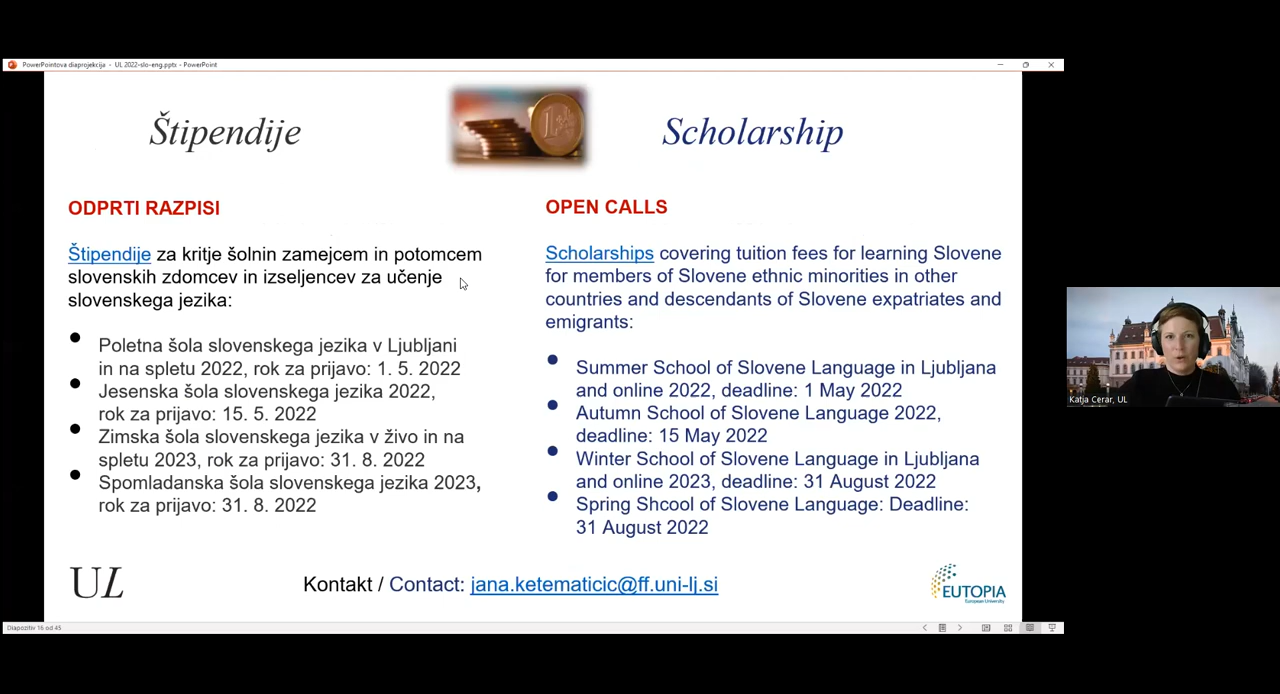 PowerPointova diaprojekcija - UL 2022-slo-eng.pptx - PowerPoint
Štipendije
Scholarship
ODPRTI RAZPISI
Štipendije za kritje šolnin zamejcem in potomcem
slovenskih zdomcev in izseljencev za učenje
slovenskega jezika:
Poletna šola slovenskega jezika v Ljubljani
in na spletu 2022, rok za prijavo: 1. 5. 2022
Jesenska šola slovenskega jezika 2022,
rok za prijavo: 15. 5. 2022
Zimska šola slovenskega jezika v živo in na
spletu 2023, rok za prijavo: 31. 8. 2022
Spomladanska šola slovenskega jezika 2023,
rok za prijavo: 31. 8. 2022
OPEN CALLS
Scholarships covering tuition fees for learning Slovene
for members of Slovene ethnic minorities in other
countries and descendants of Slovene expatriates and
emigrants:
Summer School of Slovene Language in Ljubljana
and online 2022, deadline: 1 May 2022
Autumn School of Slovene Language 2022,
deadline: 15 May 2022
Winter School of Slovene Language in Ljubljana
and online 2023, deadline: 31 August 2022
Spring Shcool of Slovene Language: Deadline:
31 August 2022
UL
Kontakt / Contact: jana.ketematicic@ff.uni-lj.si
EUTOPIA
European University
Diapozitiv 16 od 45
Katja Cerar, UL